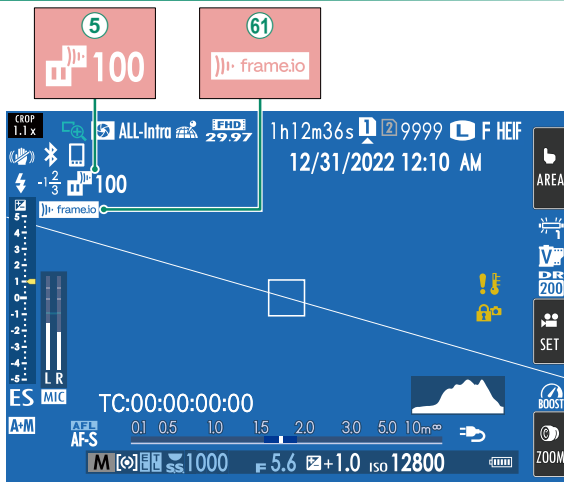 5
61
100
frame.io
CROP
1.1 x
ALL-Intra
FHD
29.97
1h12m36s 1 2 9999 L F HEIF
12/31/2022 12:10 AM
-1 2/3
100
frame.io
AREA
1
V
DR
200
SET
BOOST
ZOOM
5
4
3
2
1
0
-1
-2
-3
-4
-5
L R
ES MIC
A+M
TC:00:00:00:00
AFL
AF-S
0.1 0.5 1.0 1.5 2.0 3.0 5.0 10m∞
M EL S.S. 1000 F 5.6 +1.0 ISO 12800